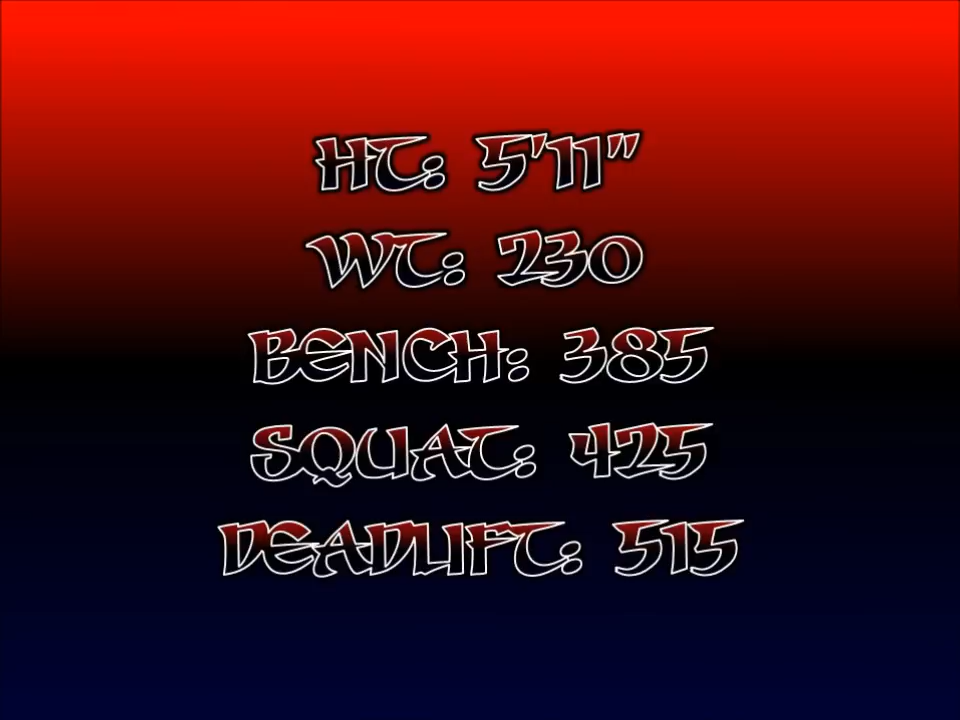 HT: 5'11"
WT: 230
BENCH: 385
SQUAT: 425
DEADLIFT: 515